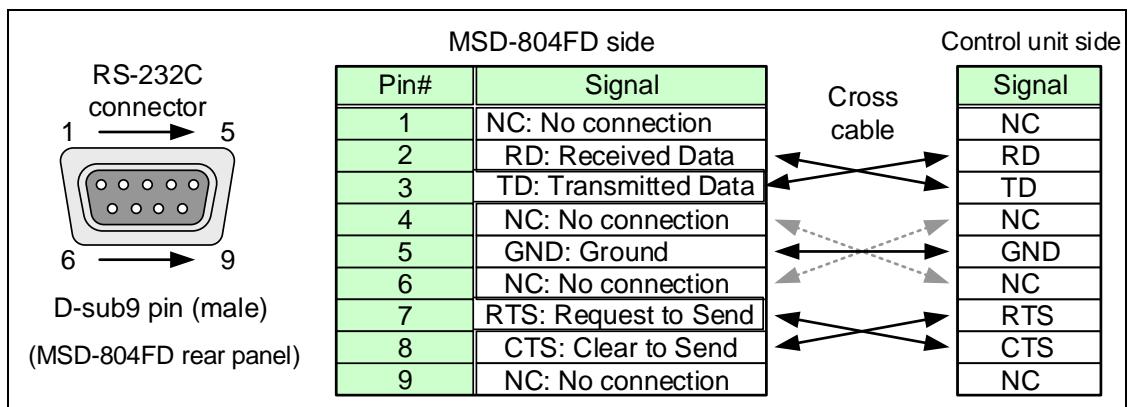 MSD-804FD side
Control unit side
RS-232C
connector
1 5
6 9
D-sub9 pin (male)
(MSD-804FD rear panel)
Pin# Signal
1 NC: No connection
2 RD: Received Data
3 TD: Transmitted Data
4 NC: No connection
5 GND: Ground
6 NC: No connection
7 RTS: Request to Send
8 CTS: Clear to Send
9 NC: No connection
Cross
cable
Signal
NC
RD
TD
NC
GND
NC
RTS
CTS
NC